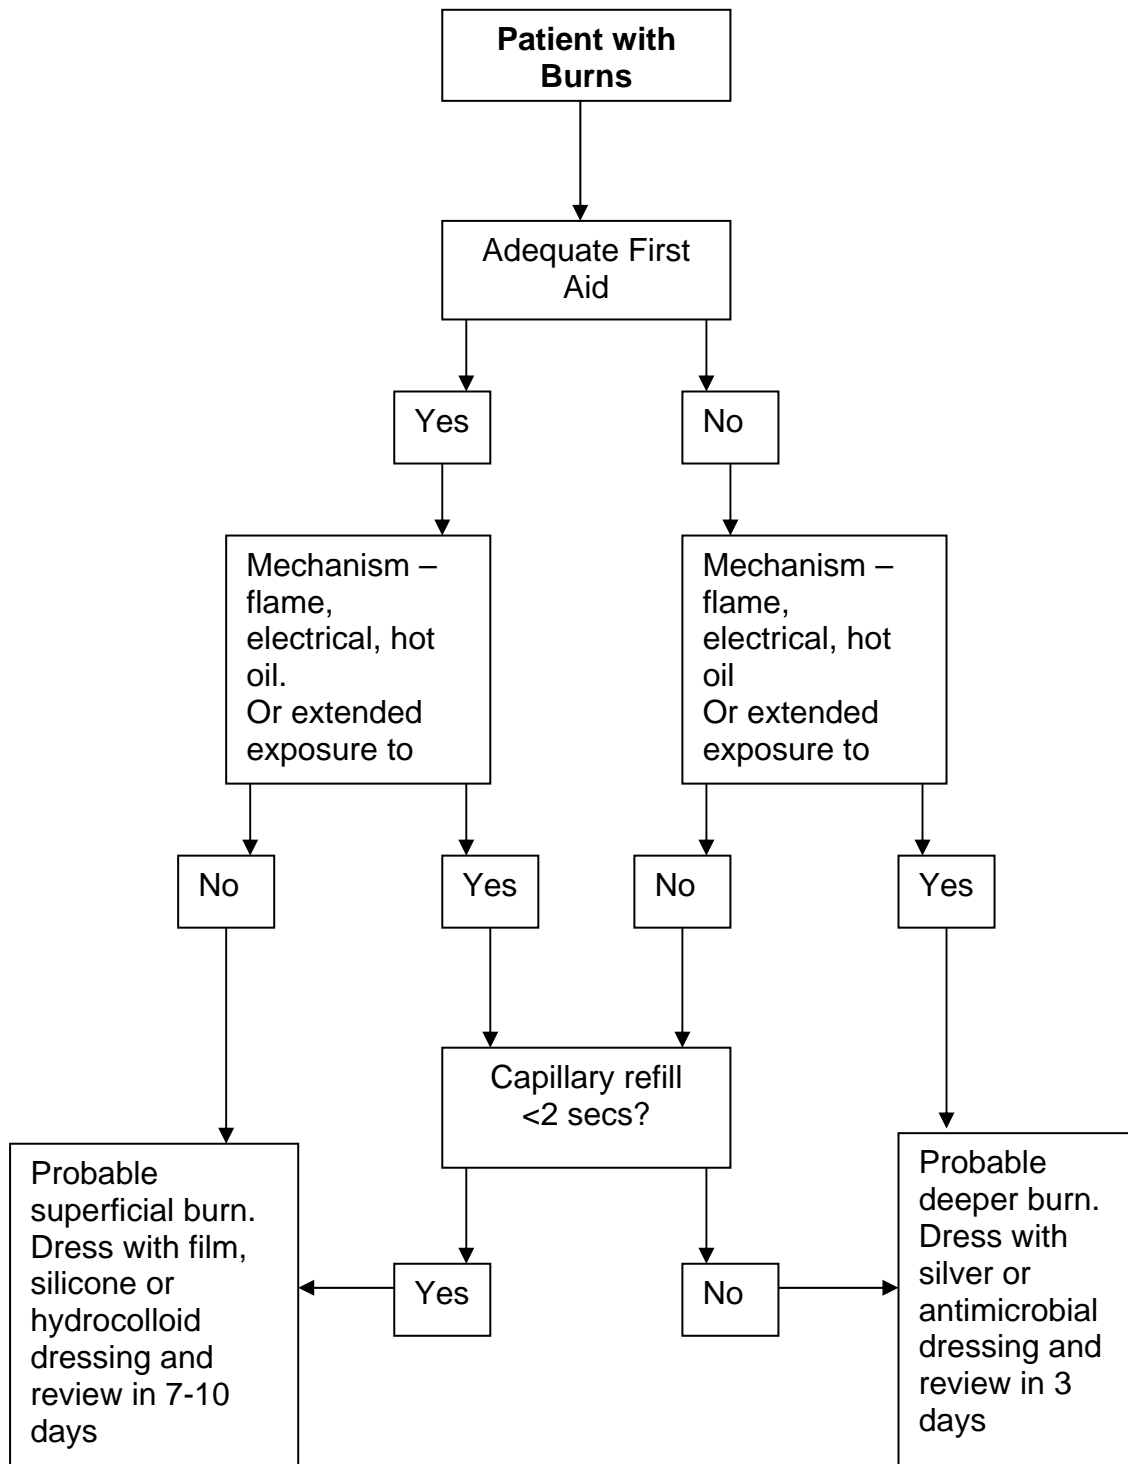 Patient with
Burns
Adequate First
Aid
Yes
No
Mechanism –
flame,
electrical, hot
oil.
Or extended
exposure to
Mechanism –
flame,
electrical, hot
oil
Or extended
exposure to
No
Yes
No
Yes
Capillary refill
<2 secs?
Probable
superficial burn.
Dress with film,
silicone or
hydrocolloid
dressing and
review in 7-10
days
Yes
No
Probable
deeper burn.
Dress with
silver or
antimicrobial
dressing and
review in 3
days